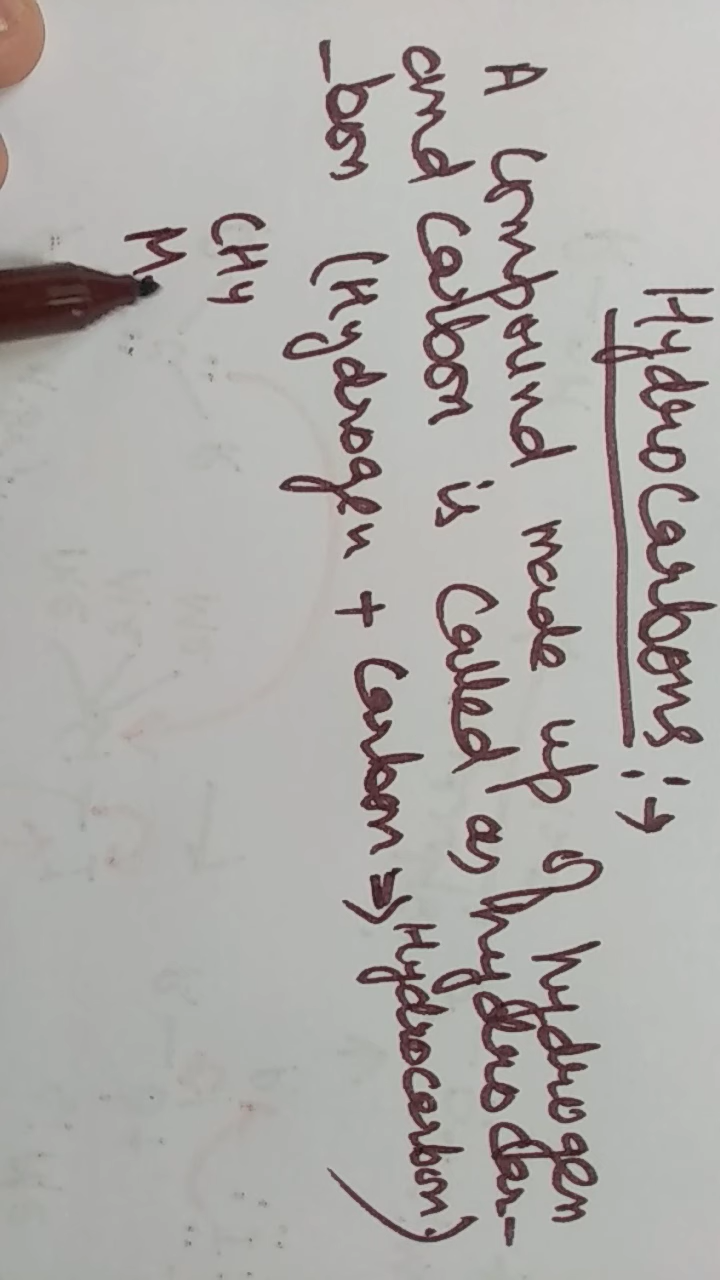 Hydrocarbons :→
A Compound made up of hydrogen
and Carbon is Called as hydrocar-
-bon (Hydrogen + Carbon ⇒ Hydrocarbon)
CH4
M